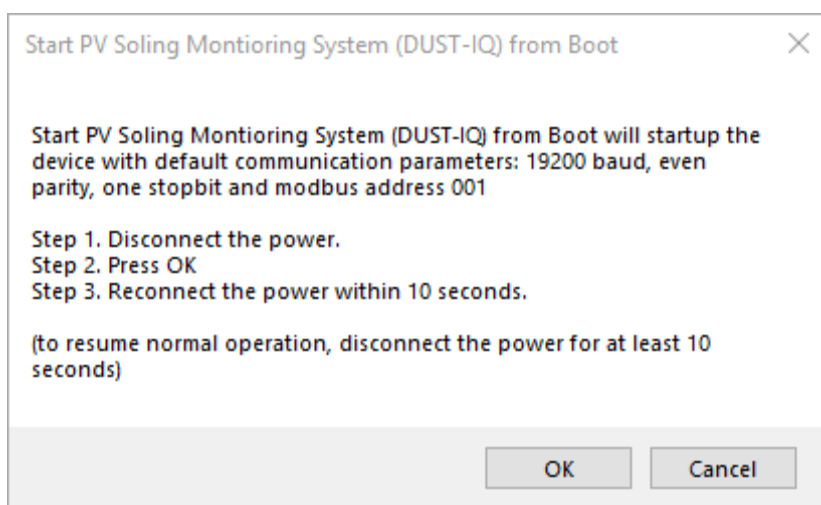 Start PV Soling Montioring System (DUST-IQ) from Boot
Start PV Soling Montioring System (DUST-IQ) from Boot will startup the
device with default communication parameters: 19200 baud, even
parity, one stopbit and modbus address 001
Step 1. Disconnect the power.
Step 2. Press OK
Step 3. Reconnect the power within 10 seconds.
(to resume normal operation, disconnect the power for at least 10
seconds)
OK
Cancel